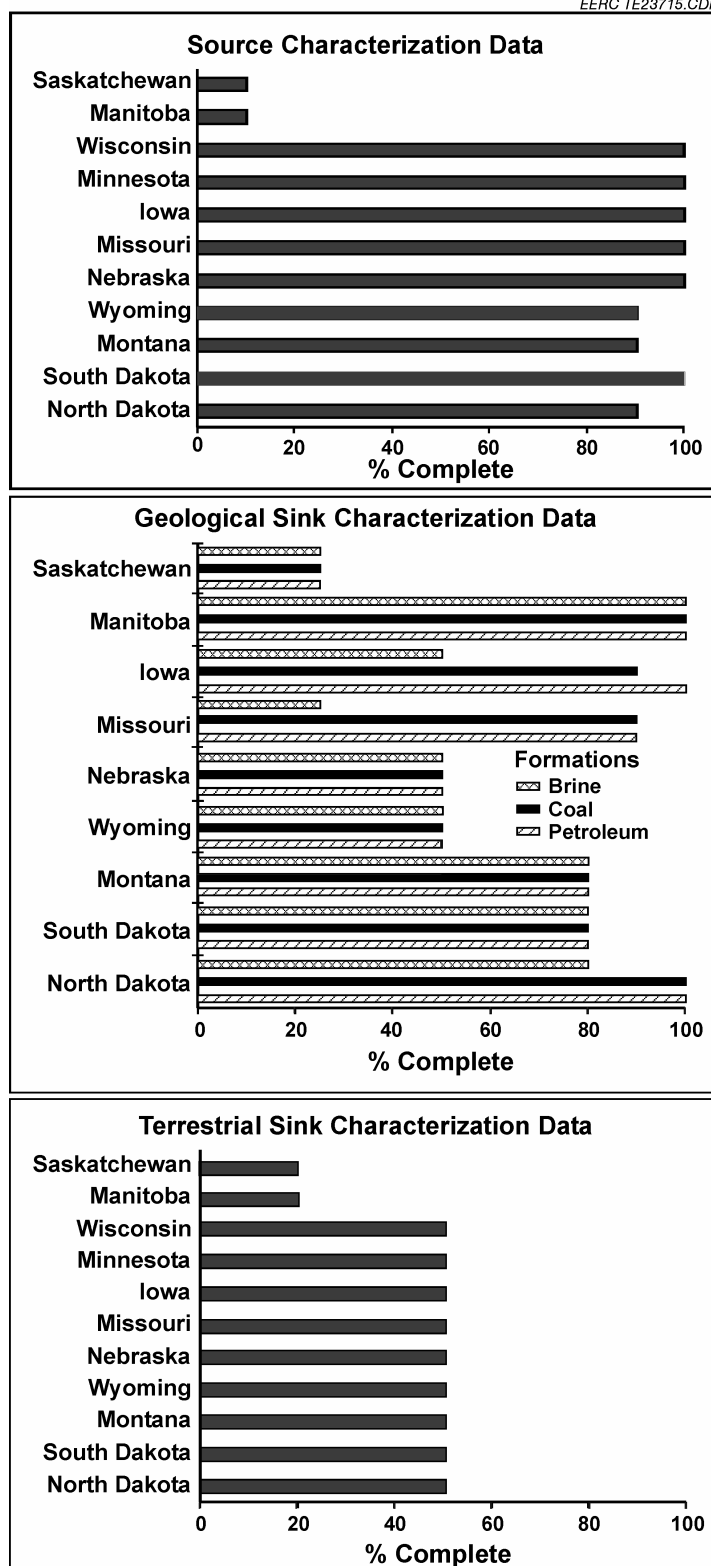 EERC TE23715.CD
Source Characterization Data
Saskatchewan
Manitoba
Wisconsin
Minnesota
Iowa
Missouri
Nebraska
Wyoming
Montana
South Dakota
North Dakota
0 20 40 60 80 100
% Complete
Geological Sink Characterization Data
Saskatchewan
Manitoba
Iowa
Missouri
Nebraska
Wyoming
Montana
South Dakota
North Dakota
Formations
Brine
Coal
Petroleum
0 20 40 60 80 100
% Complete
Terrestrial Sink Characterization Data
Saskatchewan
Manitoba
Wisconsin
Minnesota
Iowa
Missouri
Nebraska
Wyoming
Montana
South Dakota
North Dakota
0 20 40 60 80 100
% Complete